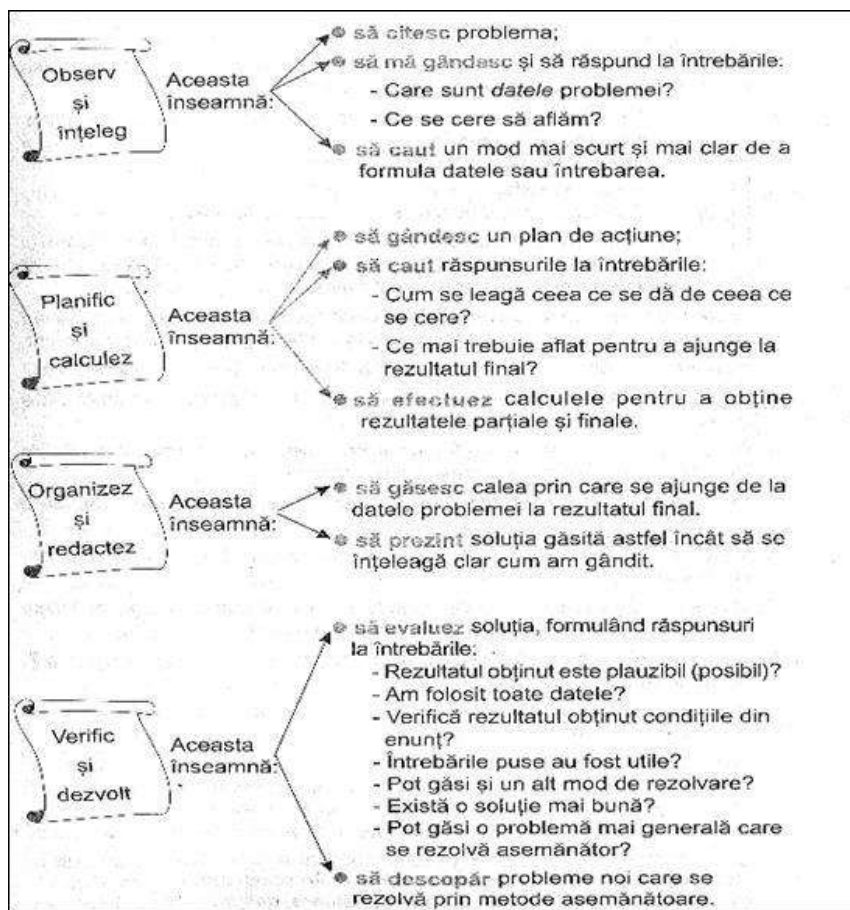 Observ
și
înțeleg
Aceasta
înseamnă:
să citesc problema;
să mă gândesc și să răspund la întrebările:
- Care sunt datele problemei?
- Ce se cere să aflăm?
să caut un mod mai scurt și mai clar de a
formula datele sau întrebarea.
Planific
și
calculez
Aceasta
înseamnă:
să gândesc un plan de acțiune;
să caut răspunsurile la întrebările:
- Cum se leagă ceea ce se dă de ceea ce
se cere?
- Ce mai trebuie aflat pentru a ajunge la
rezultatul final?
să efectuez calculele pentru a obține
rezultatele parțiale și finale.
Organizez
și
redactez
Aceasta
înseamnă:
să găsesc calea prin care se ajunge de la
datele problemei la rezultatul final.
să prezint soluția găsită astfel încât să se
înțeleagă clar cum am gândit.
Verific
și
dezvolt
Aceasta
înseamnă:
să evaluez soluția, formulând răspunsuri
la întrebările:
- Rezultatul obținut este plauzibil (posibil)?
- Am folosit toate datele?
- Verifică rezultatul obținut condițiile din
enunț?
- Întrebările puse au fost utile?
- Pot găsi și un alt mod de rezolvare?
- Există o soluție mai bună?
- Pot găsi o problemă mai generală care
se rezolvă asemănător?
să descopăr probleme noi care se
rezolvă prin metode asemănătoare.